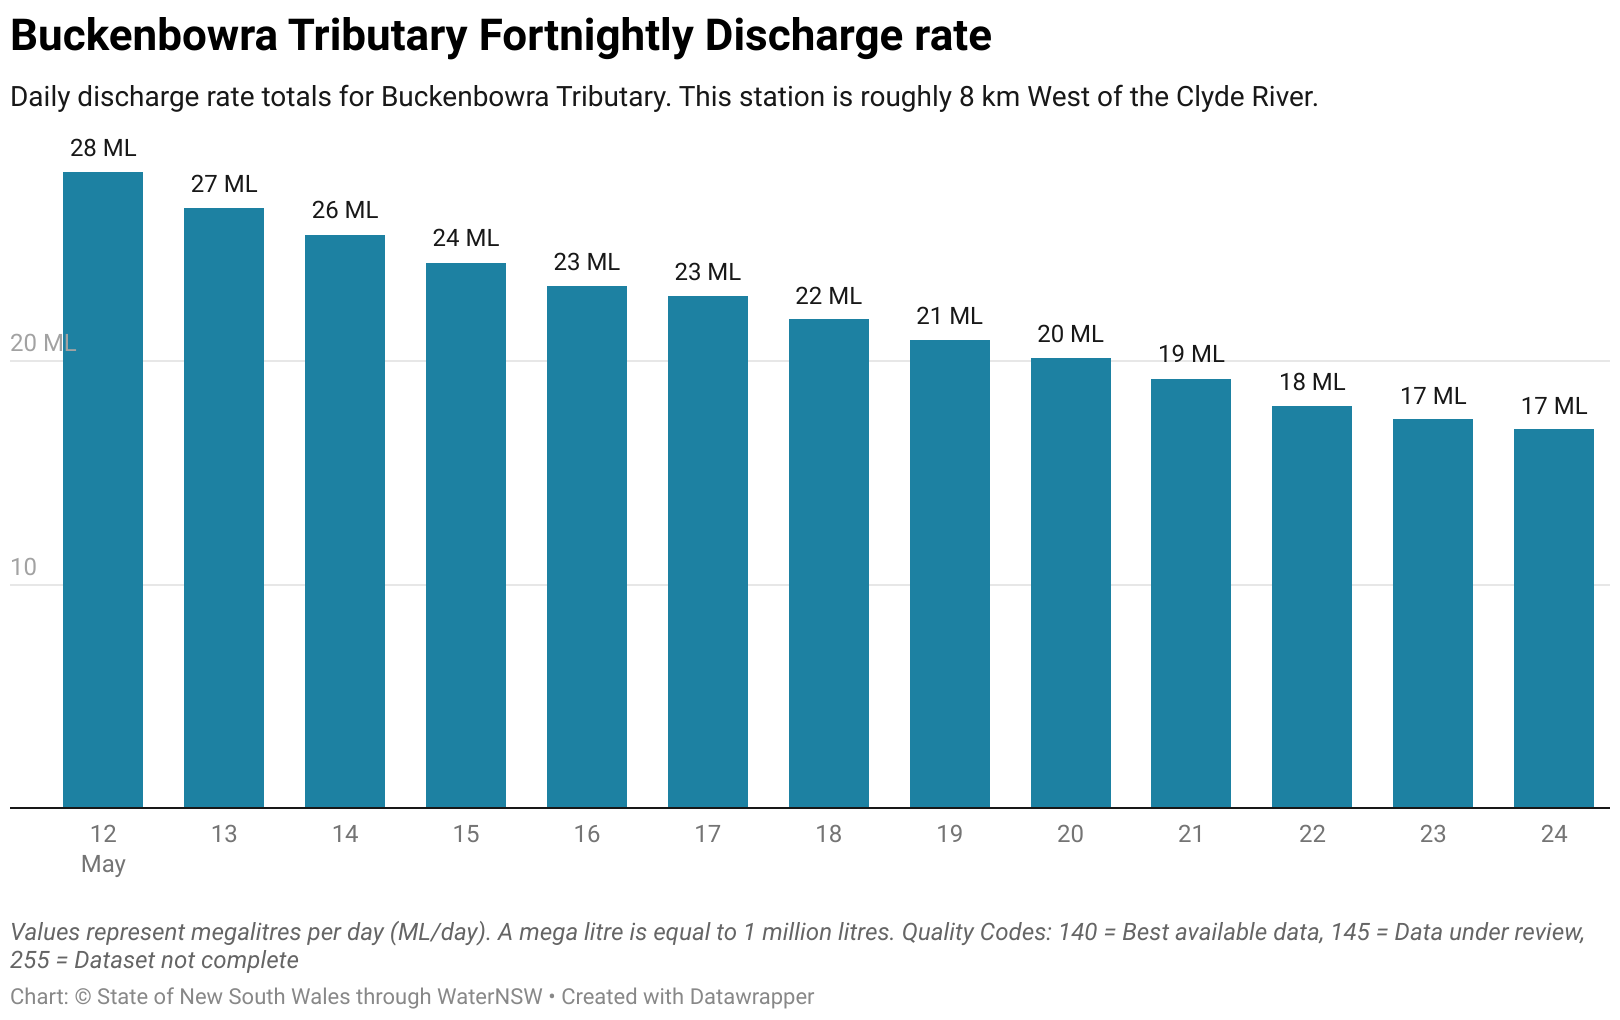 Buckenbowra Tributary Fortnightly Discharge rate
Daily discharge rate totals for Buckenbowra Tributary. This station is roughly 8 km West of the Clyde River.
28 ML
27 ML
26 ML
24 ML
23 ML
23 ML
22 ML
21 ML
20 ML
19 ML
18 ML
17 ML
17 ML
20 ML
10
12 13 14 15 16 17 18 19 20 21 22 23 24
May
Values represent megalitres per day (ML/day). A mega litre is equal to 1 million litres. Quality Codes: 140 = Best available data, 145 = Data under review,
255 = Dataset not complete
Chart: © State of New South Wales through WaterNSW • Created with Datawrapper